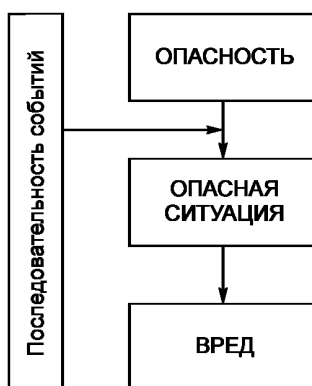 Последовательность событий
ОПАСНОСТЬ
ОПАСНАЯ
СИТУАЦИЯ
ВРЕД